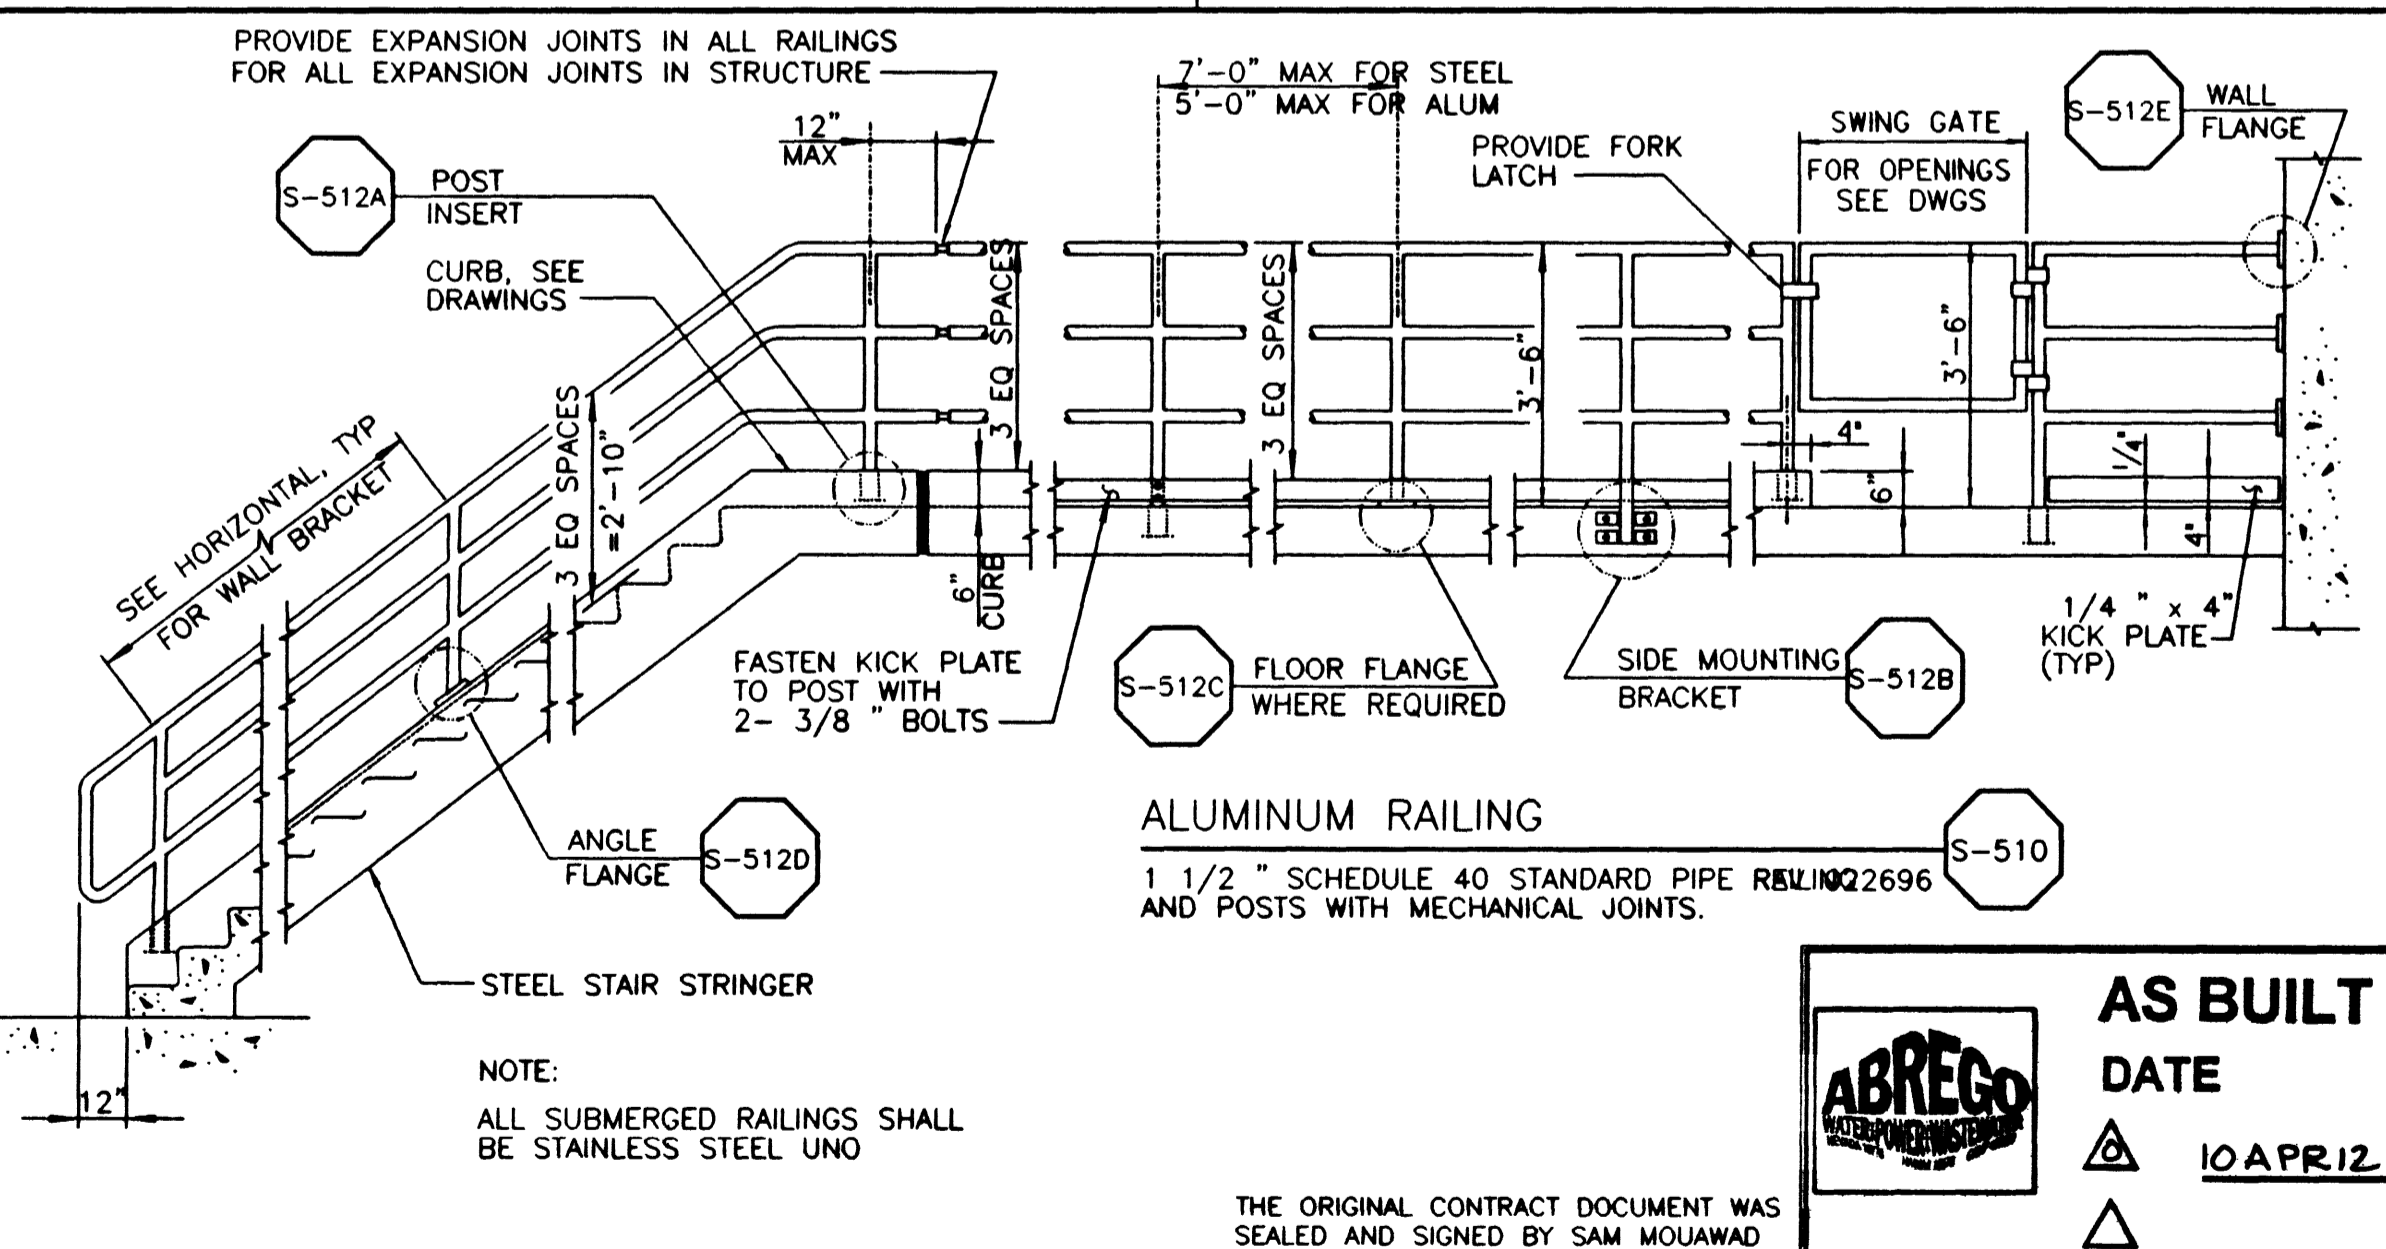 PROVIDE EXPANSION JOINTS IN ALL RAILINGS
FOR ALL EXPANSION JOINTS IN STRUCTURE
7'-0" MAX FOR STEEL
5'-0" MAX FOR ALUM
12"
MAX
S-512A
POST
INSERT
CURB, SEE
DRAWINGS
PROVIDE FORK
LATCH
SWING GATE
FOR OPENINGS
SEE DWGS
S-512E
WALL
FLANGE
SEE HORIZONTAL, TYP
FOR WALL BRACKET
3 EQ SPACES
=2'-10"
3 EQ SPACES
3 EQ SPACES
3'-6"
3'-6"
4"
6"
1/4"
4"
6"
CURB
FASTEN KICK PLATE
TO POST WITH
2- 3/8 " BOLTS
S-512C
FLOOR FLANGE
WHERE REQUIRED
SIDE MOUNTING
BRACKET
S-512B
1/4 " x 4"
KICK PLATE
(TYP)
ANGLE
FLANGE
S-512D
ALUMINUM RAILING
S-510
1 1/2 " SCHEDULE 40 STANDARD PIPE
AND POSTS WITH MECHANICAL JOINTS.
STEEL STAIR STRINGER
12"
NOTE:
ALL SUBMERGED RAILINGS SHALL
BE STAINLESS STEEL UNO
THE ORIGINAL CONTRACT DOCUMENT WAS
SEALED AND SIGNED BY SAM MOUAWAD
ABREGO
AS BUILT
DATE
0
10 APR 12